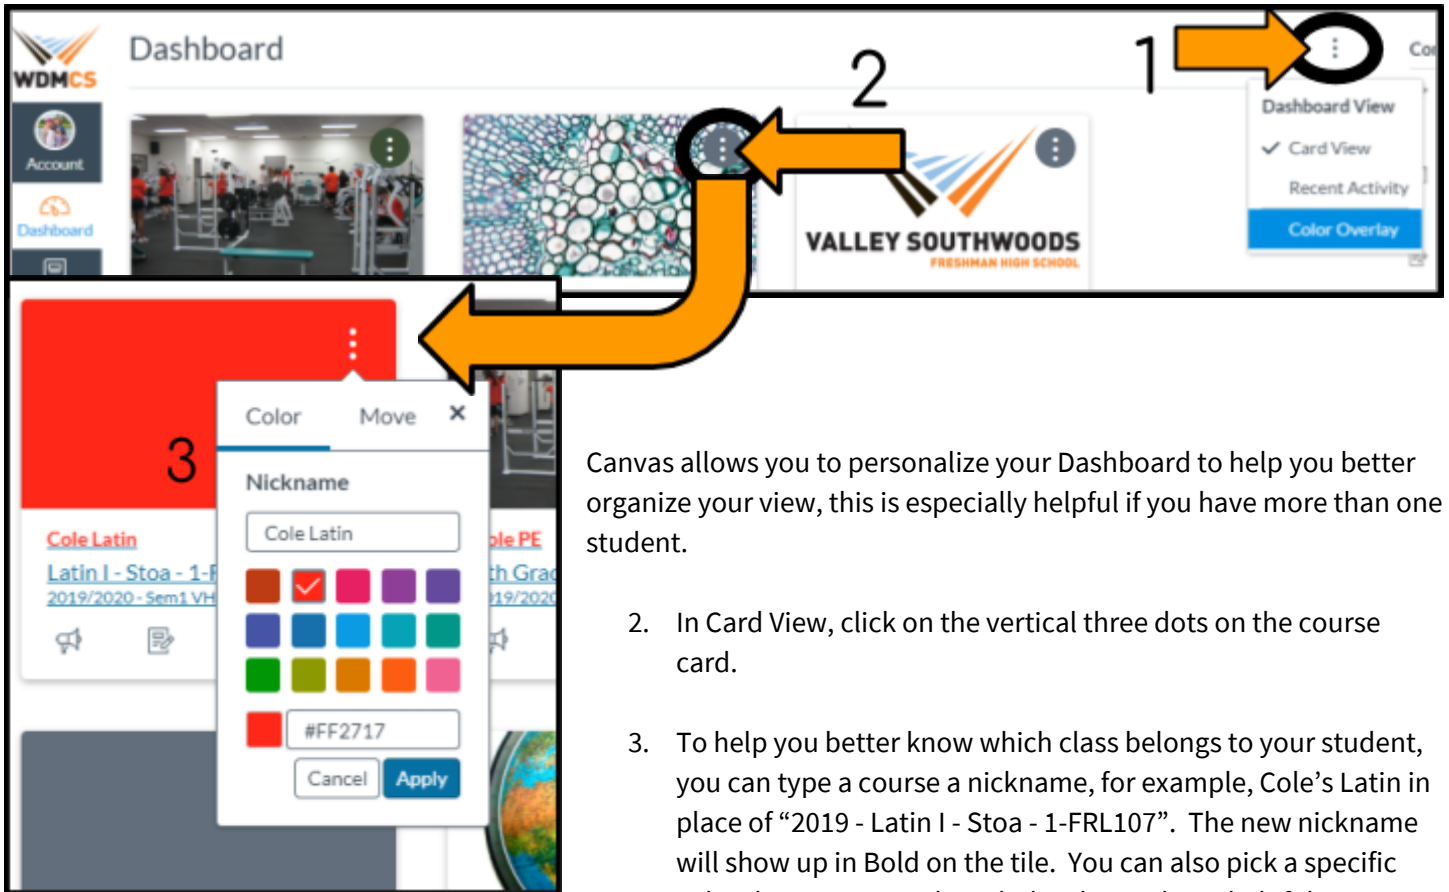 WDMCS
Dashboard
1
2
Dashboard View
Card View
Recent Activity
Color Overlay
Account
Dashboard
VALLEY SOUTHWOODS
FRESHMAN HIGH SCHOOL
3
Color Move ×
Nickname
Cole Latin
#FF2717
Cancel Apply
Cole Latin
Latin I - Stoa - 1-F
2019/2020 - Sem1 VH
ole PE
th Grad
019/2020
Canvas allows you to personalize your Dashboard to help you better
organize your view, this is especially helpful if you have more than one
student.
2. In Card View, click on the vertical three dots on the course
card.
3. To help you better know which class belongs to your student,
you can type a course a nickname, for example, Cole’s Latin in
place of “2019 - Latin I - Stoa - 1-FRL107”. The new nickname
will show up in Bold on the tile. You can also pick a specific